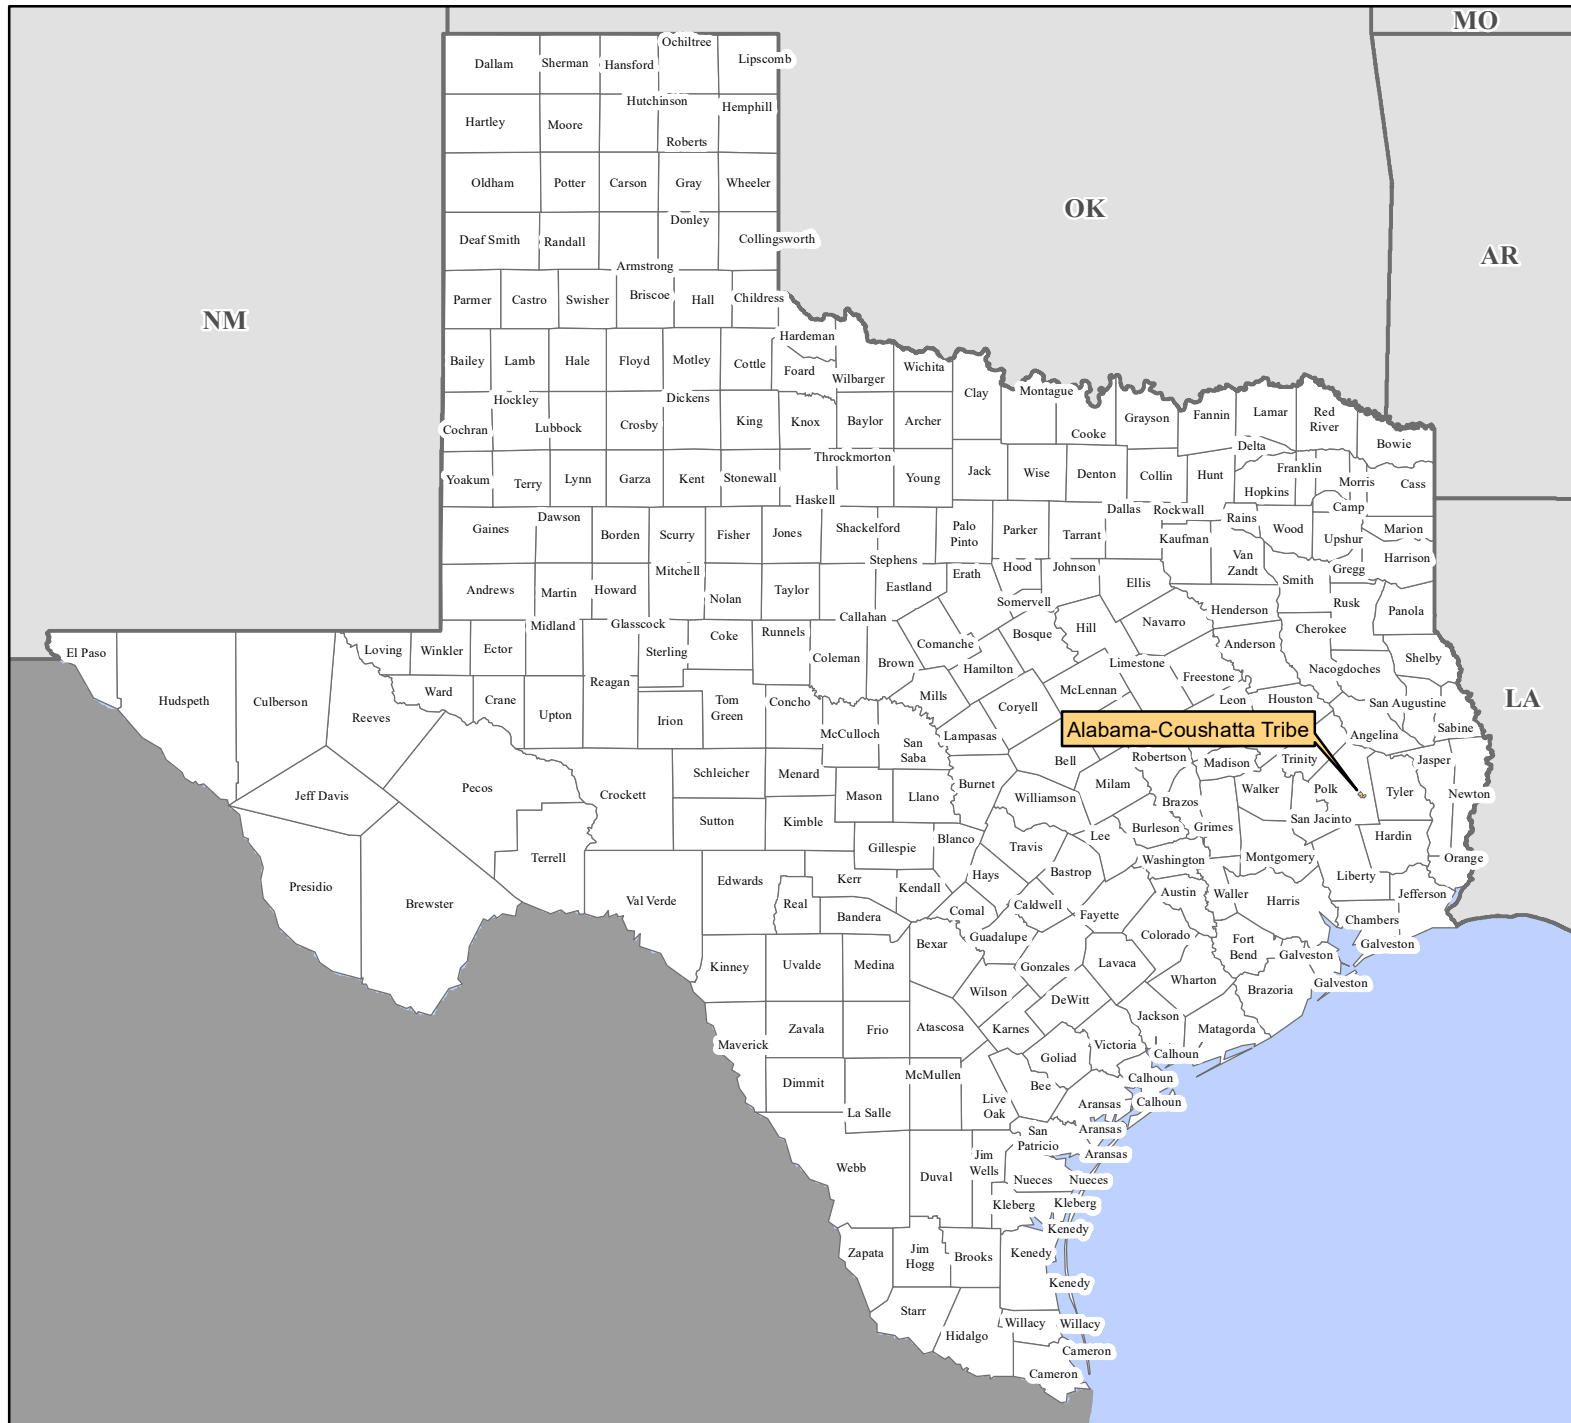 MO
Ochiltree
Dallam
Sherman
Hansford
Lipscomb
Hutchinson
Hemphill
Hartley
Moore
Roberts
Oldham
Potter
Carson
Gray
Wheeler
OK
Donley
Deaf Smith
Randall
Collingsworth
AR
Armstrong
Parmer
Castro
Swisher
Briscoe
Hall
Childress
NM
Hardeman
Bailey
Lamb
Hale
Floyd
Motley
Cottle
Foard
Wilbarger
Wichita
Clay
Montague
Hockley
Dickens
Cochran
Lubbock
Crosby
King
Knox
Baylor
Archer
Cooke
Grayson
Fannin
Lamar
Red
River
Bowie
Delta
Throckmorton
Yoakum
Terry
Lynn
Garza
Kent
Stonewall
Haskell
Young
Jack
Wise
Denton
Collin
Hunt
Franklin
Hopkins
Morris
Cass
Camp
Dallas
Rockwall
Rains
Wood
Upshur
Marion
Gaines
Dawson
Borden
Scurry
Fisher
Jones
Shackelford
Stephens
Palo
Pinto
Parker
Tarrant
Kaufman
Van
Zandt
Harrison
Gregg
Smith
Andrews
Martin
Howard
Mitchell
Nolan
Taylor
Callahan
Eastland
Erath
Hood
Johnson
Ellis
Somervell
Henderson
Rusk
Panola
Midland
Glasscock
Coke
Runnels
Coleman
Brown
Comanche
Hamilton
Bosque
Hill
Navarro
Anderson
Cherokee
Nacogdoches
Shelby
El Paso
Loving
Winkler
Ector
Sterling
Limestone
Freestone
Hudspeth
Culberson
Reeves
Ward
Crane
Upton
Reagan
Irion
Tom
Green
Concho
McCulloch
Mills
San
Saba
Lampasas
Coryell
McLennan
Leon
Houston
San Augustine
Sabine
LA
Alabama-Coushatta Tribe
Angelina
Bell
Robertson
Madison
Trinity
Jasper
Jeff Davis
Pecos
Crockett
Schleicher
Menard
Mason
Llano
Burnet
Williamson
Milam
Brazos
Walker
Polk
Tyler
Newton
Sutton
Kimble
San Jacinto
Gillespie
Blanco
Travis
Lee
Burleson
Grimes
Hardin
Terrell
Washington
Montgomery
Orange
Presidio
Brewster
Val Verde
Edwards
Real
Kerr
Kendall
Bandera
Hays
Comal
Bastrop
Caldwell
Fayette
Austin
Waller
Harris
Liberty
Jefferson
Chambers
Galveston
Kinney
Uvalde
Medina
Bexar
Guadalupe
Gonzales
Lavaca
Colorado
Fort
Bend
Galveston
Galveston
Wilson
DeWitt
Wharton
Brazoria
Maverick
Zavala
Frio
Atascosa
Karnes
Goliad
Victoria
Jackson
Matagorda
Calhoun
Calhoun
Calhoun
Dimmit
La Salle
McMullen
Live
Oak
Bee
Aransas
Aransas
Aransas
San
Patricio
Webb
Duval
Jim
Wells
Nueces
Nueces
Kleberg
Kleberg
Kenedy
Zapata
Jim
Hogg
Brooks
Kenedy
Kenedy
Starr
Hidalgo
Willacy
Willacy
Cameron
Cameron